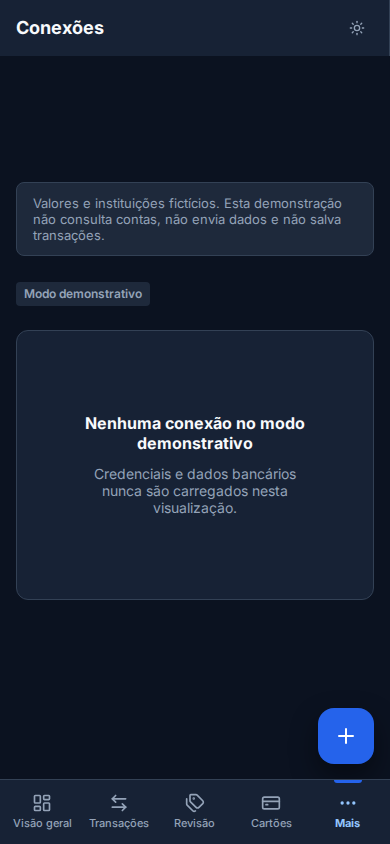 Conexões
Valores e instituições fictícios. Esta demonstração
não consulta contas, não envia dados e não salva
transações.
Modo demonstrativo
Nenhuma conexão no modo
demonstrativo
Credenciais e dados bancários
nunca são carregados nesta
visualização.
Visão geral
Transações
Revisão
Cartões
Mais